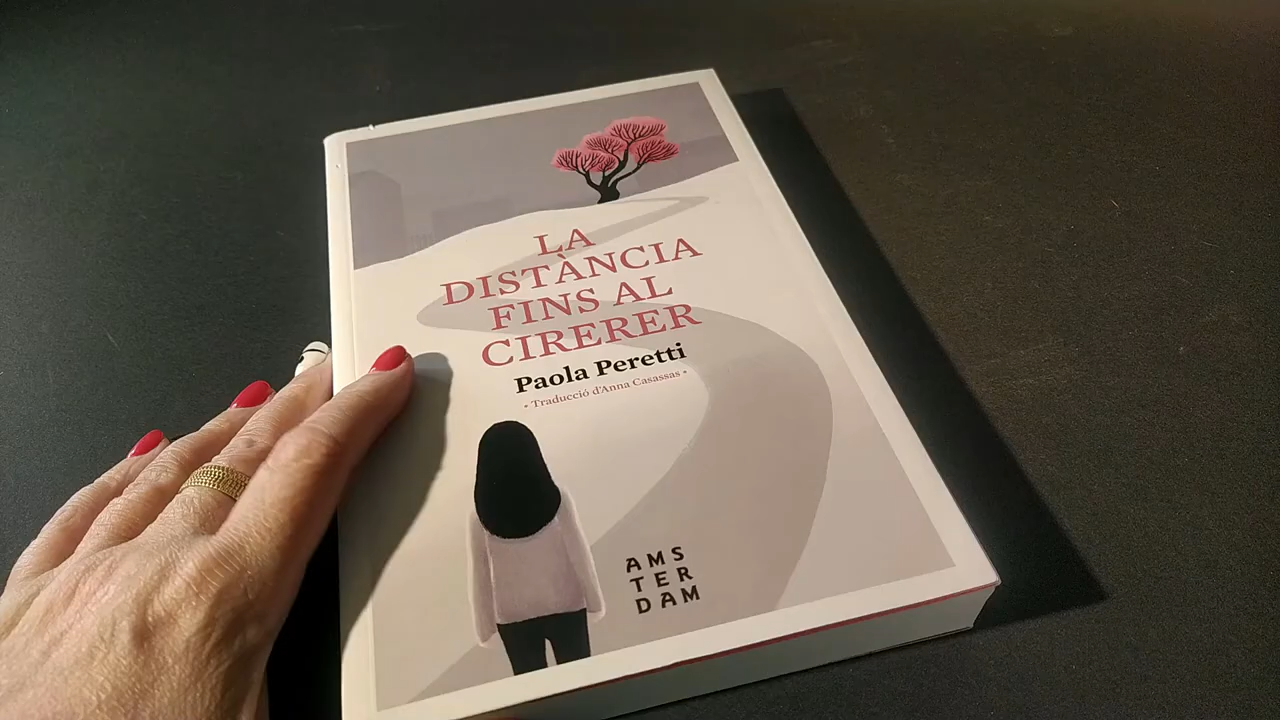 LA
DISTÀNCIA
FINS AL
CIRERER
Paola Peretti
• Traducció d'Anna Casassas •
AMS
TER
DAM